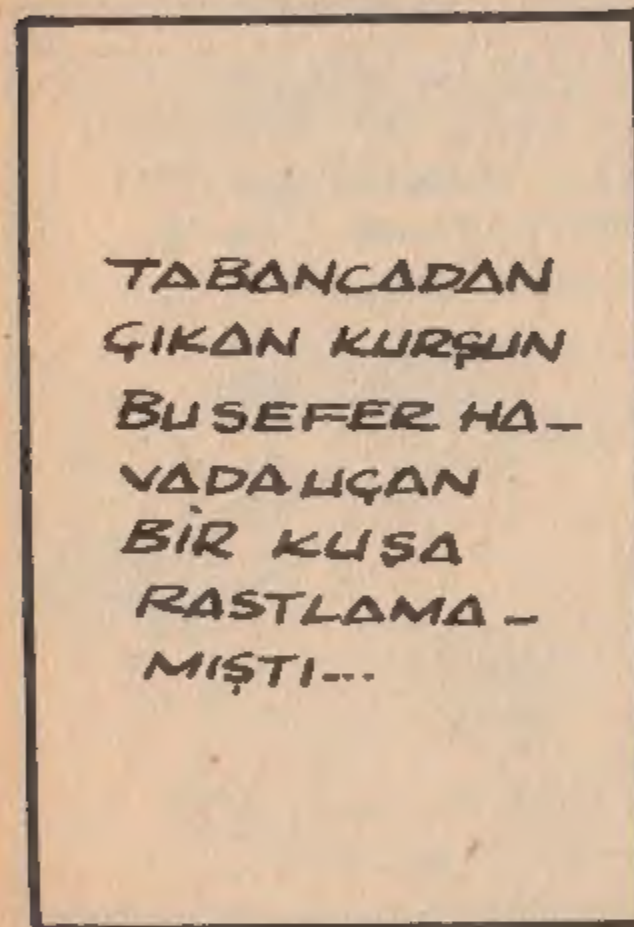 TABANCADAN
ÇIKAN KURŞUN
BU SEFER HA-
VADA UÇAN
BİR KUŞA
RASTLAMA-
MIŞTI...